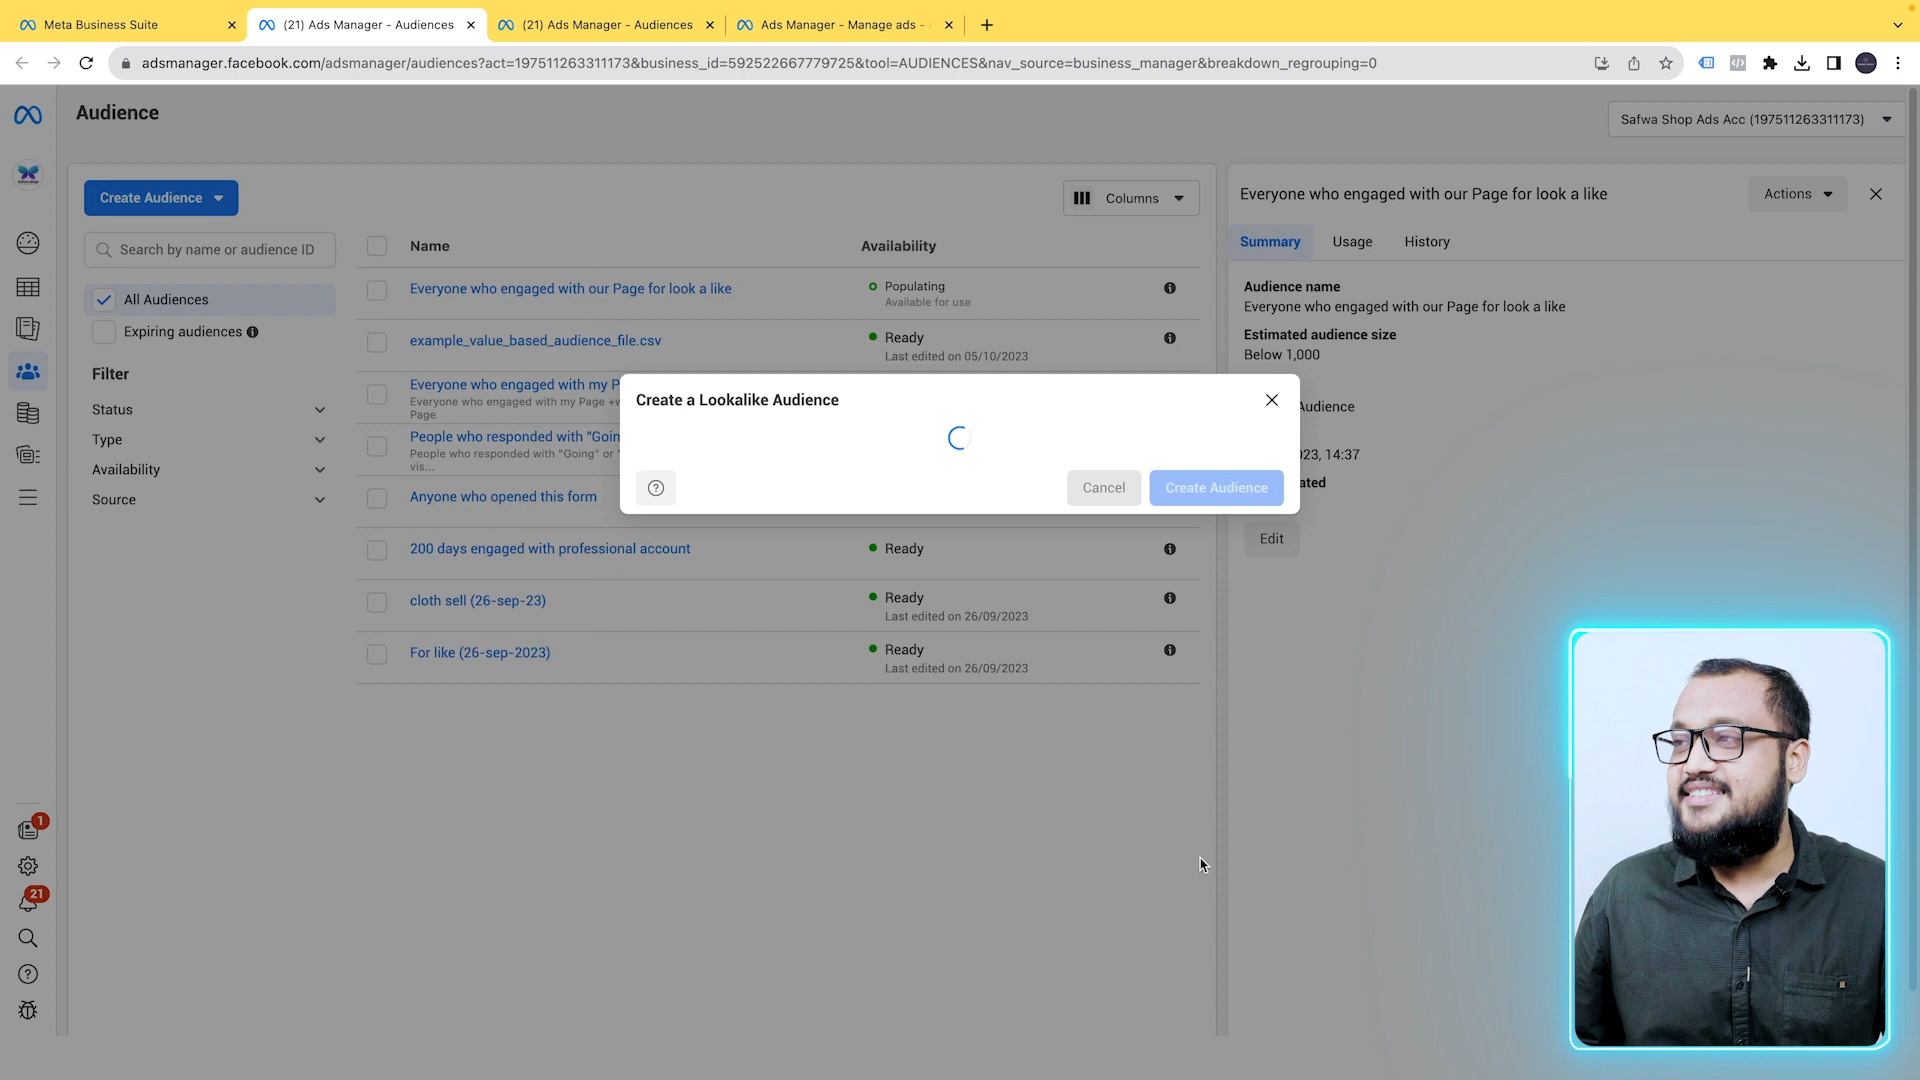 Meta Business Suite
(21) Ads Manager - Audiences
(21) Ads Manager - Audiences
Ads Manager - Manage ads -
adsmanager.facebook.com/adsmanager/audiences?act=197511263311173&business_id=592522667779725&tool=AUDIENCES&nav_source=business_manager&breakdown_regrouping=0
Audience
Safwa Shop Ads Acc (197511263311173)
Create Audience
Columns
Search by name or audience ID
All Audiences
Expiring audiences
Filter
Status
Type
Availability
Source
Name
Availability
Everyone who engaged with our Page for look a like
Populating
Available for use
example_value_based_audience_file.csv
Ready
Last edited on 05/10/2023
Everyone who engaged with my P
Everyone who engaged with my Page +v
Page
People who responded with "Goin
People who responded with "Going" or "
vis...
Anyone who opened this form
200 days engaged with professional account
Ready
cloth sell (26-sep-23)
Ready
Last edited on 26/09/2023
For like (26-sep-2023)
Ready
Last edited on 26/09/2023
Create a Lookalike Audience
Cancel
Create Audience
Everyone who engaged with our Page for look a like
Actions
Summary
Usage
History
Audience name
Everyone who engaged with our Page for look a like
Estimated audience size
Below 1,000
Audience
23, 14:37
ated
Edit
1
21